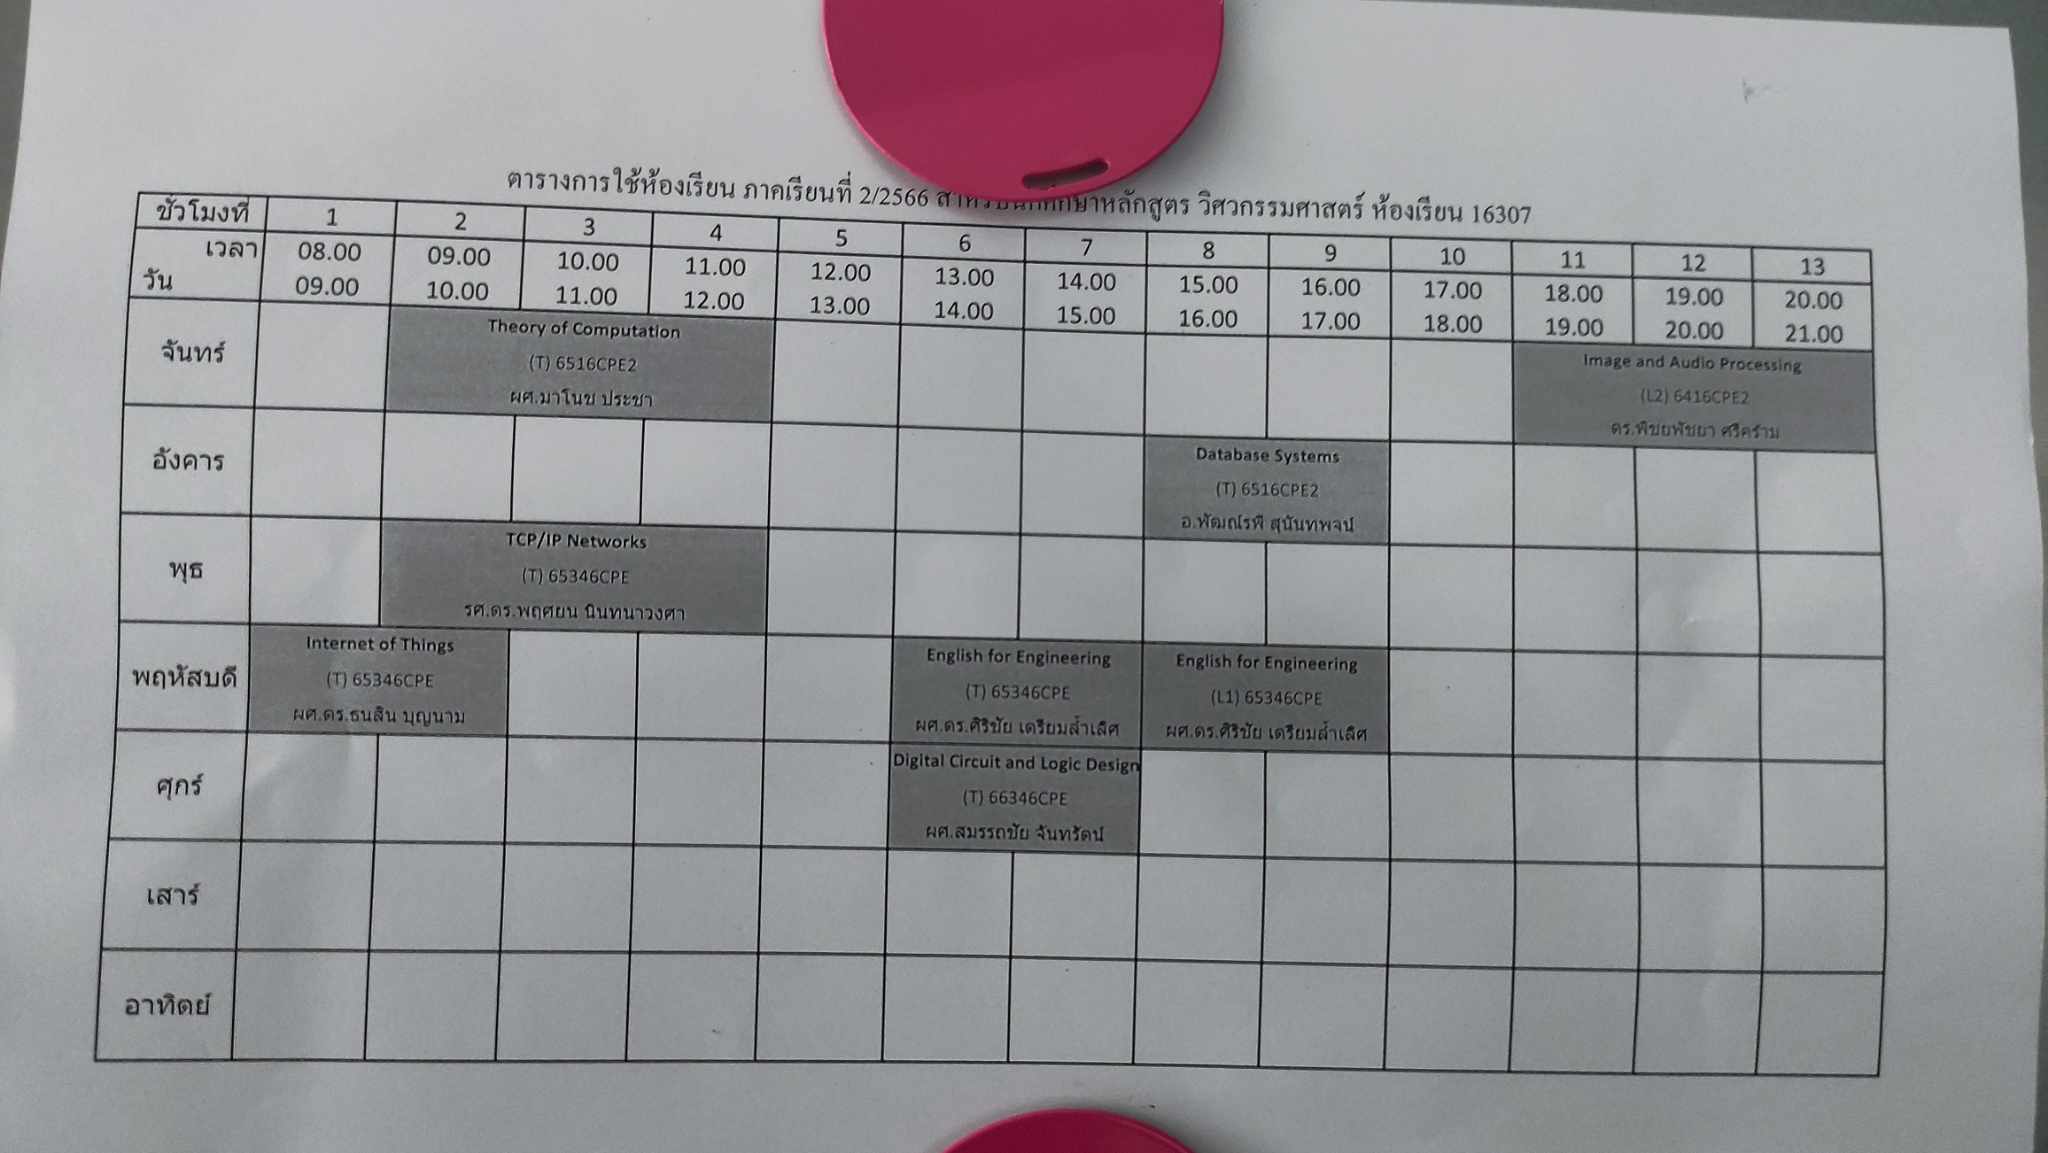 ตารางการใช้ห้องเรียน ภาคเรียนที่ 2/2566 หลักสูตร วิศวกรรมศาสตร์ ห้องเรียน 16307
ชั่วโมงที่ 1 2 3 4 5 6 7 8 9 10 11 12 13
เวลา 08.00 09.00 10.00 11.00 12.00 13.00 14.00 15.00 16.00 17.00 18.00 19.00 20.00
วัน 09.00 10.00 11.00 12.00 13.00 14.00 15.00 16.00 17.00 18.00 19.00 20.00 21.00
จันทร์
Theory of Computation
(T) 6516CPE2
ผศ.มาโนช ประชา
Image and Audio Processing
(L2) 6416CPE2
ดร.พิชยพัชยา ศรีคร้าม
อังคาร
Database Systems
(T) 6516CPE2
อ.พัฒณ์รพี สุนันทพจน์
พุธ
TCP/IP Networks
(T) 65346CPE
รศ.ดร.พฤศยน นินทนาวงศา
พฤหัสบดี
Internet of Things
(T) 65346CPE
ผศ.ดร.ธนสิน บุญนาม
English for Engineering
(T) 65346CPE
ผศ.ดร.ศิริชัย เตรียมล้ำเลิศ
English for Engineering
(L1) 65346CPE
ผศ.ดร.ศิริชัย เตรียมล้ำเลิศ
ศุกร์
Digital Circuit and Logic Design
(T) 66346CPE
ผศ.สมรรถชัย จันทรัตน์
เสาร์
อาทิตย์